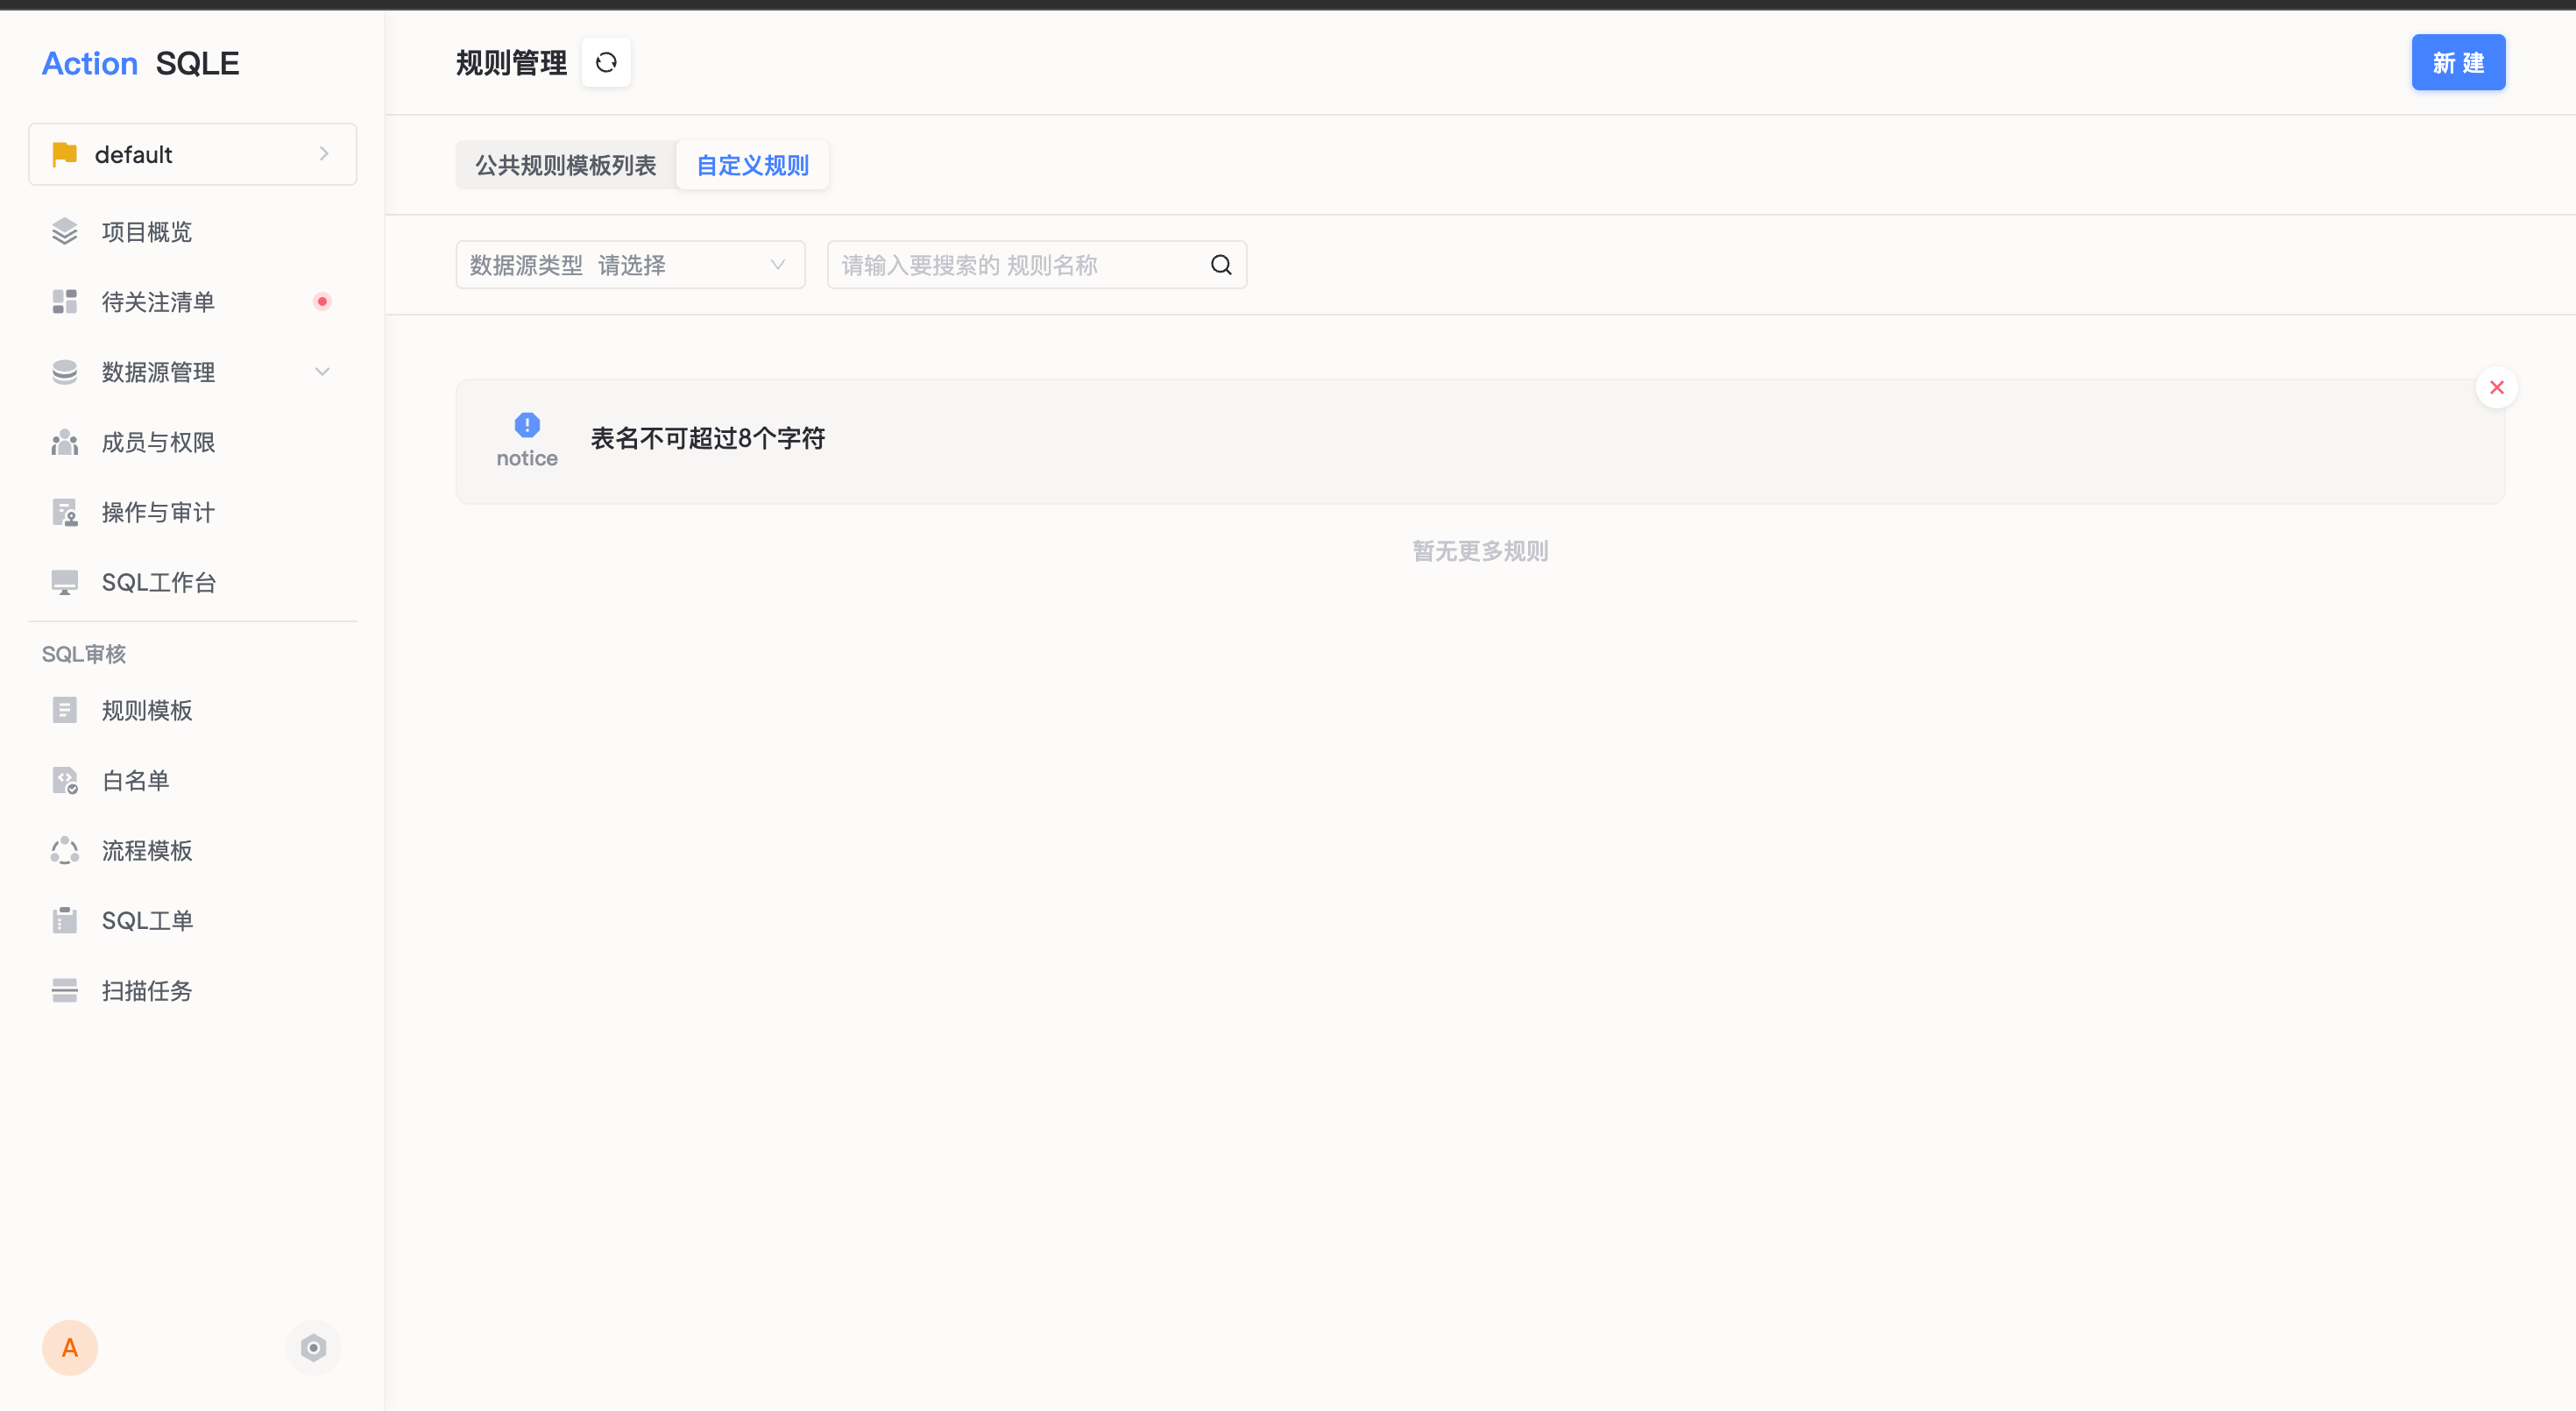 Action SQLE
default
项目概览
待关注清单
数据源管理
成员与权限
操作与审计
SQL工作台
SQL审核
规则模板
白名单
流程模板
SQL工单
扫描任务
A
规则管理
新 建
公共规则模板列表 自定义规则
数据源类型 请选择 请输入要搜索的 规则名称
notice
表名不可超过8个字符
暂无更多规则